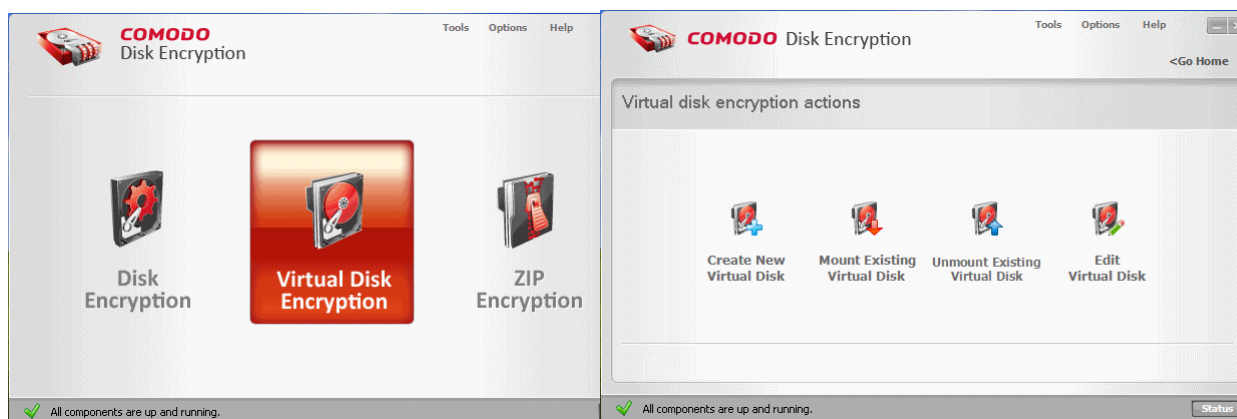 COMODO
Disk Encryption
Tools Options Help
Disk
Encryption
Virtual Disk
Encryption
ZIP
Encryption
All components are up and running.
COMODO Disk Encryption
Tools Options Help
<Go Home
Virtual disk encryption actions
Create New
Virtual Disk
Mount Existing
Virtual Disk
Unmount Existing
Virtual Disk
Edit
Virtual Disk
All components are up and running.
Status